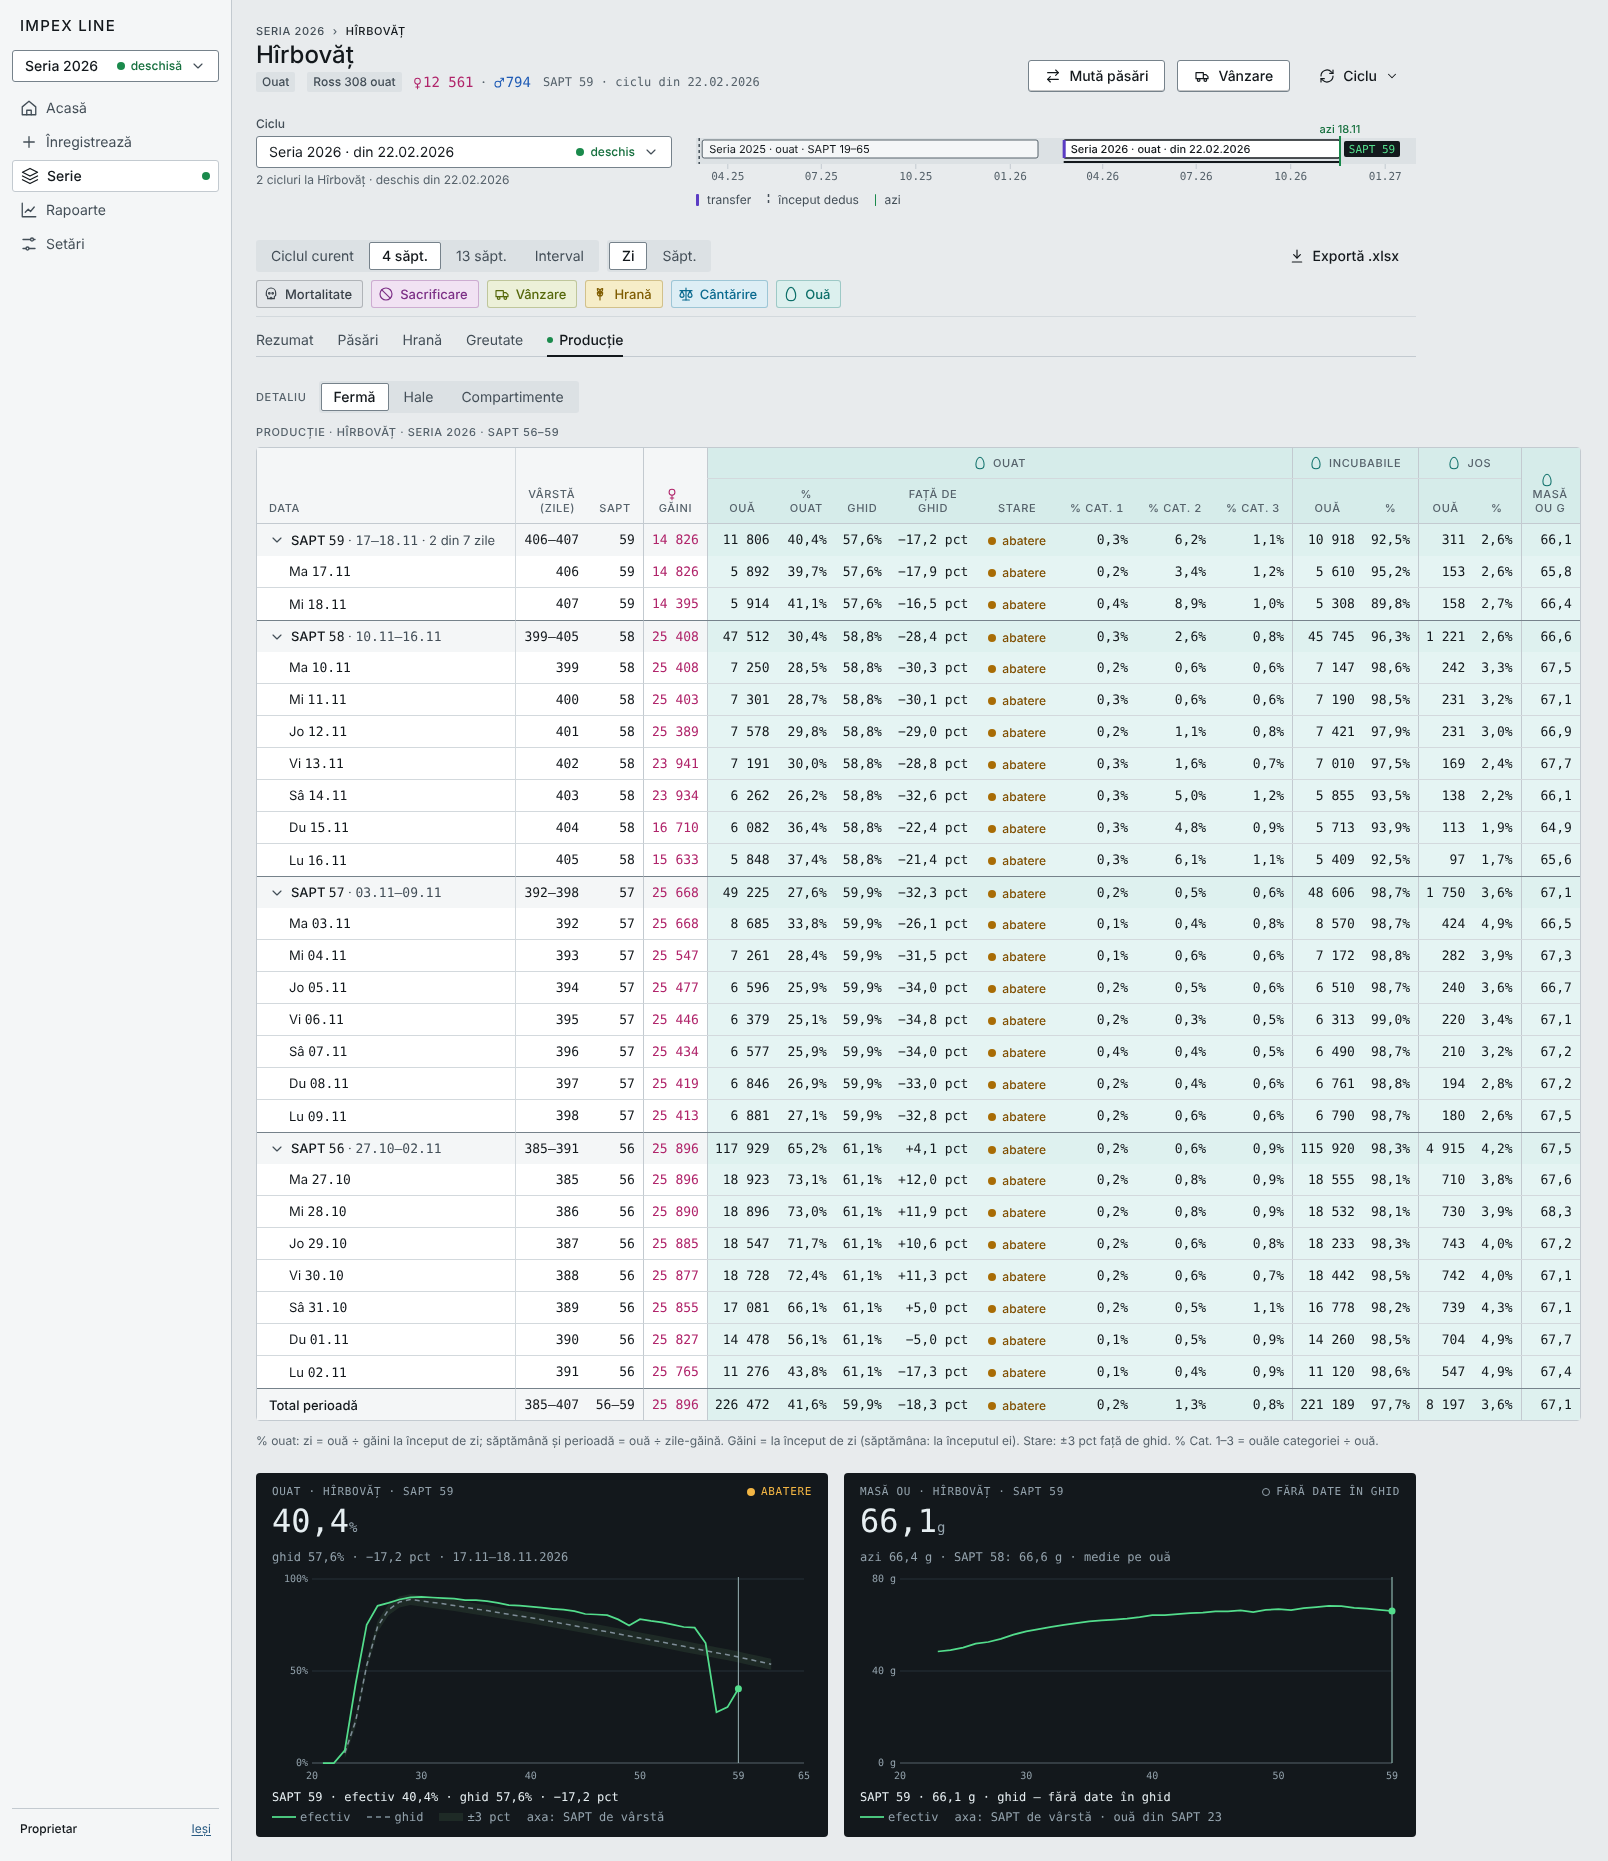 IMPEX LINE
Seria 2026 deschisă
Acasă
Înregistrează
Serie
Rapoarte
Setări
Proprietar Ieși
SERIA 2026 › HÎRBOVĂȚ
Hîrbovăț
Ouat Ross 308 ouat ♀12 561 · ♂794 SAPT 59 · ciclu din 22.02.2026
Mută păsări Vânzare Ciclu
Ciclu
Seria 2026 · din 22.02.2026 deschis
2 cicluri la Hîrbovăț · deschis din 22.02.2026
azi 18.11
Seria 2025 · ouat · SAPT 19–65 Seria 2026 · ouat · din 22.02.2026 SAPT 59
04.25 07.25 10.25 01.26 04.26 07.26 10.26 01.27
transfer început dedus azi
Ciclul curent 4 săpt. 13 săpt. Interval Zi Săpt. Exportă .xlsx
Mortalitate Sacrificare Vânzare Hrană Cântărire Ouă
Rezumat Păsări Hrană Greutate Producție
DETALIU Fermă Hale Compartimente
PRODUCȚIE · HÎRBOVĂȚ · SERIA 2026 · SAPT 56–59
OUAT INCUBABILE JOS
DATA VÂRSTĂ (ZILE) SAPT ♀ GĂINI OUĂ % OUAT GHID FAȚĂ DE GHID STARE % CAT. 1 % CAT. 2 % CAT. 3 OUĂ % OUĂ % MASĂ OU G
SAPT 59 · 17–18.11 · 2 din 7 zile 406–407 59 14 826 11 806 40,4% 57,6% −17,2 pct abatere 0,3% 6,2% 1,1% 10 918 92,5% 311 2,6% 66,1
Ma 17.11 406 59 14 826 5 892 39,7% 57,6% −17,9 pct abatere 0,2% 3,4% 1,2% 5 610 95,2% 153 2,6% 65,8
Mi 18.11 407 59 14 395 5 914 41,1% 57,6% −16,5 pct abatere 0,4% 8,9% 1,0% 5 308 89,8% 158 2,7% 66,4
SAPT 58 · 10.11–16.11 399–405 58 25 408 47 512 30,4% 58,8% −28,4 pct abatere 0,3% 2,6% 0,8% 45 745 96,3% 1 221 2,6% 66,6
Ma 10.11 399 58 25 408 7 250 28,5% 58,8% −30,3 pct abatere 0,2% 0,6% 0,6% 7 147 98,6% 242 3,3% 67,5
Mi 11.11 400 58 25 403 7 301 28,7% 58,8% −30,1 pct abatere 0,3% 0,6% 0,6% 7 190 98,5% 231 3,2% 67,1
Jo 12.11 401 58 25 389 7 578 29,8% 58,8% −29,0 pct abatere 0,2% 1,1% 0,8% 7 421 97,9% 231 3,0% 66,9
Vi 13.11 402 58 23 941 7 191 30,0% 58,8% −28,8 pct abatere 0,3% 1,6% 0,7% 7 010 97,5% 169 2,4% 67,7
Sâ 14.11 403 58 23 934 6 262 26,2% 58,8% −32,6 pct abatere 0,3% 5,0% 1,2% 5 855 93,5% 138 2,2% 66,1
Du 15.11 404 58 16 710 6 082 36,4% 58,8% −22,4 pct abatere 0,3% 4,8% 0,9% 5 713 93,9% 113 1,9% 64,9
Lu 16.11 405 58 15 633 5 848 37,4% 58,8% −21,4 pct abatere 0,3% 6,1% 1,1% 5 409 92,5% 97 1,7% 65,6
SAPT 57 · 03.11–09.11 392–398 57 25 668 49 225 27,6% 59,9% −32,3 pct abatere 0,2% 0,5% 0,6% 48 606 98,7% 1 750 3,6% 67,1
Ma 03.11 392 57 25 668 8 685 33,8% 59,9% −26,1 pct abatere 0,1% 0,4% 0,8% 8 570 98,7% 424 4,9% 66,5
Mi 04.11 393 57 25 547 7 261 28,4% 59,9% −31,5 pct abatere 0,1% 0,6% 0,6% 7 172 98,8% 282 3,9% 67,3
Jo 05.11 394 57 25 477 6 596 25,9% 59,9% −34,0 pct abatere 0,2% 0,5% 0,6% 6 510 98,7% 240 3,6% 66,7
Vi 06.11 395 57 25 446 6 379 25,1% 59,9% −34,8 pct abatere 0,2% 0,3% 0,5% 6 313 99,0% 220 3,4% 67,1
Sâ 07.11 396 57 25 434 6 577 25,9% 59,9% −34,0 pct abatere 0,4% 0,4% 0,5% 6 490 98,7% 210 3,2% 67,2
Du 08.11 397 57 25 419 6 846 26,9% 59,9% −33,0 pct abatere 0,2% 0,4% 0,6% 6 761 98,8% 194 2,8% 67,2
Lu 09.11 398 57 25 413 6 881 27,1% 59,9% −32,8 pct abatere 0,2% 0,6% 0,6% 6 790 98,7% 180 2,6% 67,5
SAPT 56 · 27.10–02.11 385–391 56 25 896 117 929 65,2% 61,1% +4,1 pct abatere 0,2% 0,6% 0,9% 115 920 98,3% 4 915 4,2% 67,5
Ma 27.10 385 56 25 896 18 923 73,1% 61,1% +12,0 pct abatere 0,2% 0,8% 0,9% 18 555 98,1% 710 3,8% 67,6
Mi 28.10 386 56 25 890 18 896 73,0% 61,1% +11,9 pct abatere 0,2% 0,8% 0,9% 18 532 98,1% 730 3,9% 68,3
Jo 29.10 387 56 25 885 18 547 71,7% 61,1% +10,6 pct abatere 0,2% 0,6% 0,8% 18 233 98,3% 743 4,0% 67,2
Vi 30.10 388 56 25 877 18 728 72,4% 61,1% +11,3 pct abatere 0,2% 0,6% 0,7% 18 442 98,5% 742 4,0% 67,1
Sâ 31.10 389 56 25 855 17 081 66,1% 61,1% +5,0 pct abatere 0,2% 0,5% 1,1% 16 778 98,2% 739 4,3% 67,1
Du 01.11 390 56 25 827 14 478 56,1% 61,1% −5,0 pct abatere 0,1% 0,5% 0,9% 14 260 98,5% 704 4,9% 67,7
Lu 02.11 391 56 25 765 11 276 43,8% 61,1% −17,3 pct abatere 0,1% 0,4% 0,9% 11 120 98,6% 547 4,9% 67,4
Total perioadă 385–407 56–59 25 896 226 472 41,6% 59,9% −18,3 pct abatere 0,2% 1,3% 0,8% 221 189 97,7% 8 197 3,6% 67,1
% ouat: zi = ouă ÷ găini la început de zi; săptămână și perioadă = ouă ÷ zile-găină. Găini = la început de zi (săptămâna: la începutul ei). Stare: ±3 pct față de ghid. % Cat. 1–3 = ouăle categoriei ÷ ouă.
OUAT · HÎRBOVĂȚ · SAPT 59 ABATERE
40,4%
ghid 57,6% · −17,2 pct · 17.11–18.11.2026
100%
50%
0%
20 30 40 50 59 65
SAPT 59 · efectiv 40,4% · ghid 57,6% · −17,2 pct
efectiv ghid ±3 pct axa: SAPT de vârstă
MASĂ OU · HÎRBOVĂȚ · SAPT 59 FĂRĂ DATE ÎN GHID
66,1g
azi 66,4 g · SAPT 58: 66,6 g · medie pe ouă
80 g
40 g
0 g
20 30 40 50 59
SAPT 59 · 66,1 g · ghid — fără date în ghid
efectiv axa: SAPT de vârstă · ouă din SAPT 23